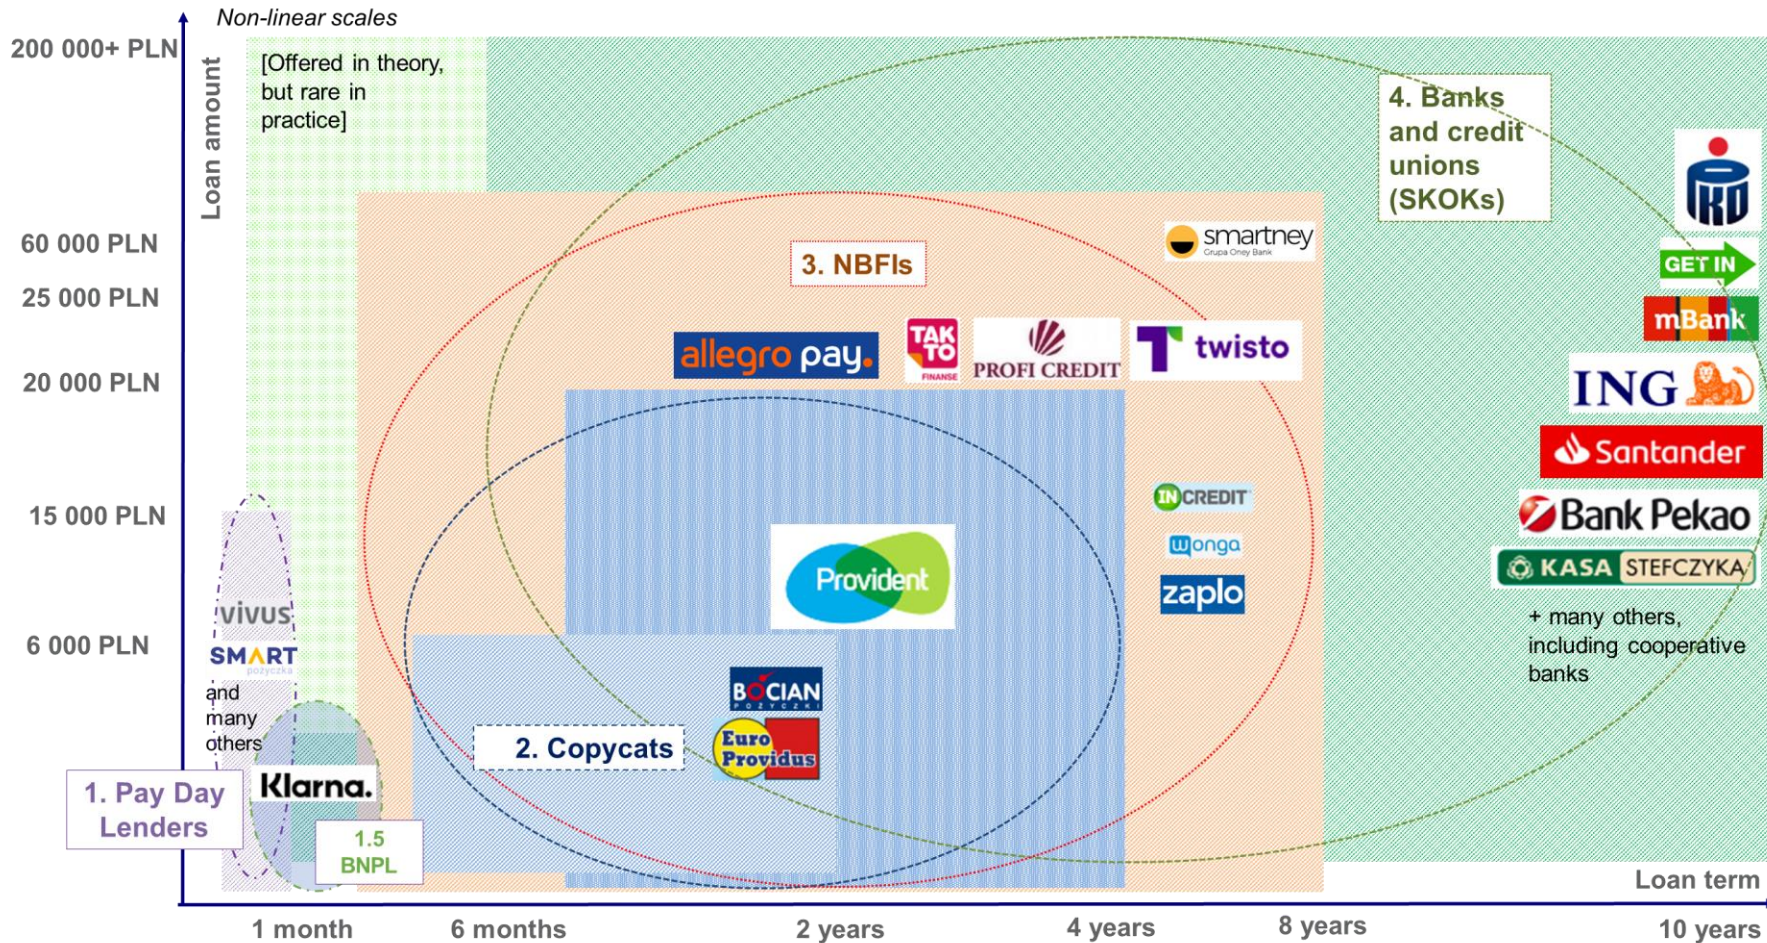 Non-linear scales
200 000+ PLN
60 000 PLN
25 000 PLN
20 000 PLN
15 000 PLN
6 000 PLN
Loan amount
[Offered in theory,
but rare in
practice]
4. Banks
and credit
unions
(SKOKs)
PKO
smartney
Grupa Oney Bank
3. NBFIs
GET IN
mBank
allegro pay.
TAK
TO
FINANSE
PROFI CREDIT
twisto
ING
Santander
INCREDIT
Bank Pekao
wonga
KASA STEFCZYKA
Provident
zaplo
vivus
SMART
pożyczka
and
many
others
+ many others,
including cooperative
banks
BOCIAN
POŻYCZKI
Euro
Providus
2. Copycats
Klarna.
1. Pay Day
Lenders
1.5
BNPL
Loan term
1 month
6 months
2 years
4 years
8 years
10 years